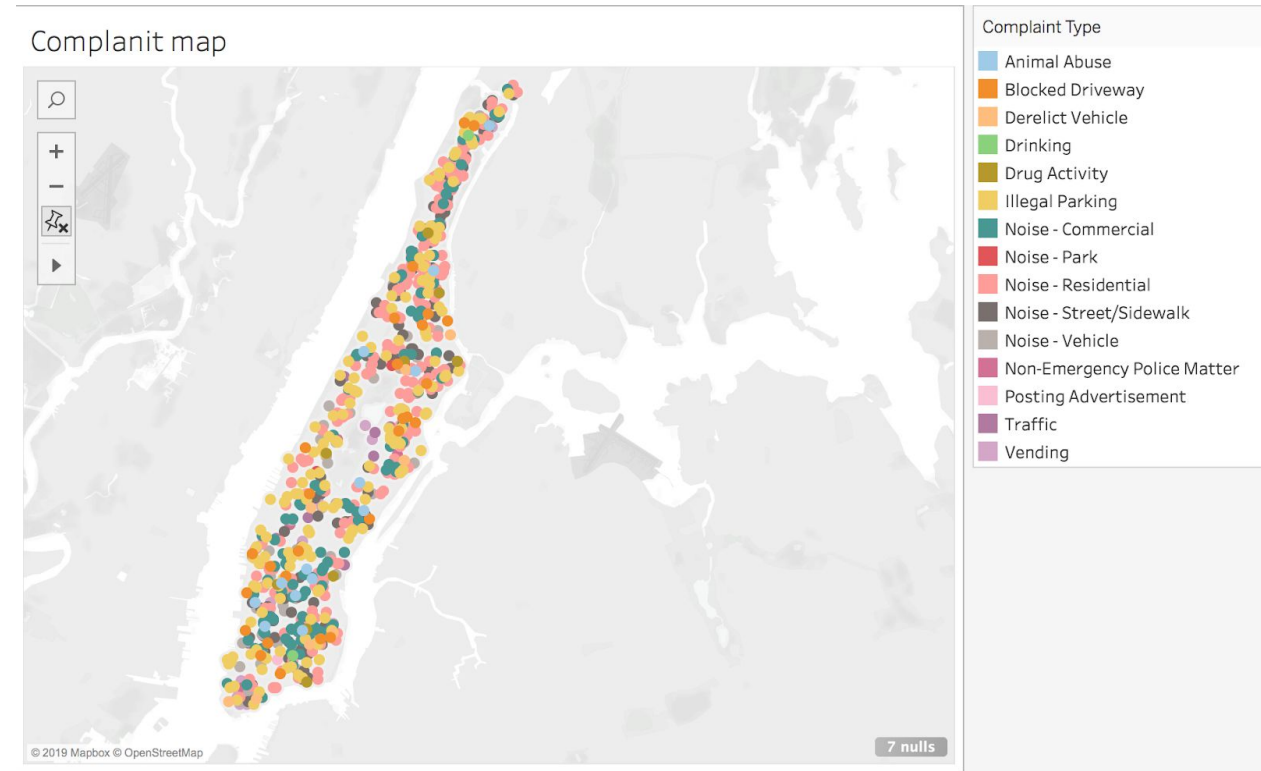 Complanit map
+
−
© 2019 Mapbox © OpenStreetMap
7 nulls
Complaint Type
Animal Abuse
Blocked Driveway
Derelict Vehicle
Drinking
Drug Activity
Illegal Parking
Noise - Commercial
Noise - Park
Noise - Residential
Noise - Street/Sidewalk
Noise - Vehicle
Non-Emergency Police Matter
Posting Advertisement
Traffic
Vending